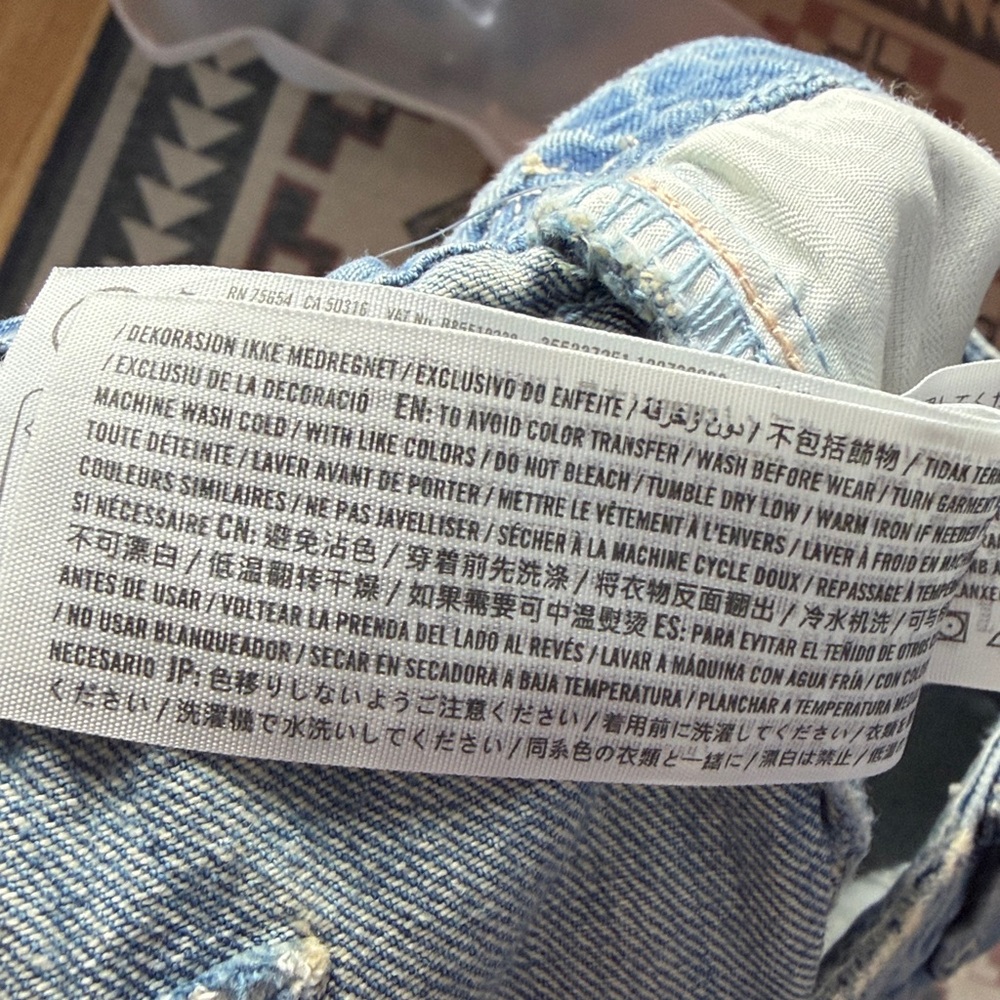 RN 75654 CA 50316 VAT No.
/ DEKORASJON IKKE MEDREGNET / EXCLUSIVO DO ENFEITE / 不包括飾物 / TIDAK
/ EXCLUSIU DE LA DECORACIÓ EN: TO AVOID COLOR TRANSFER / WASH BEFORE WEAR / TURN GARMENT
MACHINE WASH COLD / WITH LIKE COLORS / DO NOT BLEACH / TUMBLE DRY LOW / WARM IRON IF NEEDED
TOUTE DÉTEINTE / LAVER AVANT DE PORTER / METTRE LE VÊTEMENT À L'ENVERS / LAVER À FROID EN
COULEURS SIMILAIRES / NE PAS JAVELLISER / SÉCHER À LA MACHINE CYCLE DOUX / REPASSAGE À
SI NÉCESSAIRE CN: 避免沾色 / 穿着前先洗涤 / 将衣物反面翻出 / 冷水机洗 / 可与
不可漂白 / 低温翻转干燥 / 如果需要可中温熨烫 ES: PARA EVITAR EL TEÑIDO DE OTROS
ANTES DE USAR / VOLTEAR LA PRENDA DEL LADO AL REVÉS / LAVAR A MÁQUINA CON AGUA FRÍA / CON
/ NO USAR BLANQUEADOR / SECAR EN SECADORA A BAJA TEMPERATURA / PLANCHAR A TEMPERATURA
NECESARIO JP: 色移りしないようご注意ください / 着用前に洗濯してください / 衣類を
ください / 洗濯機で水洗いしてください / 同系色の衣類と一緒に / 漂白は禁止 / 低温